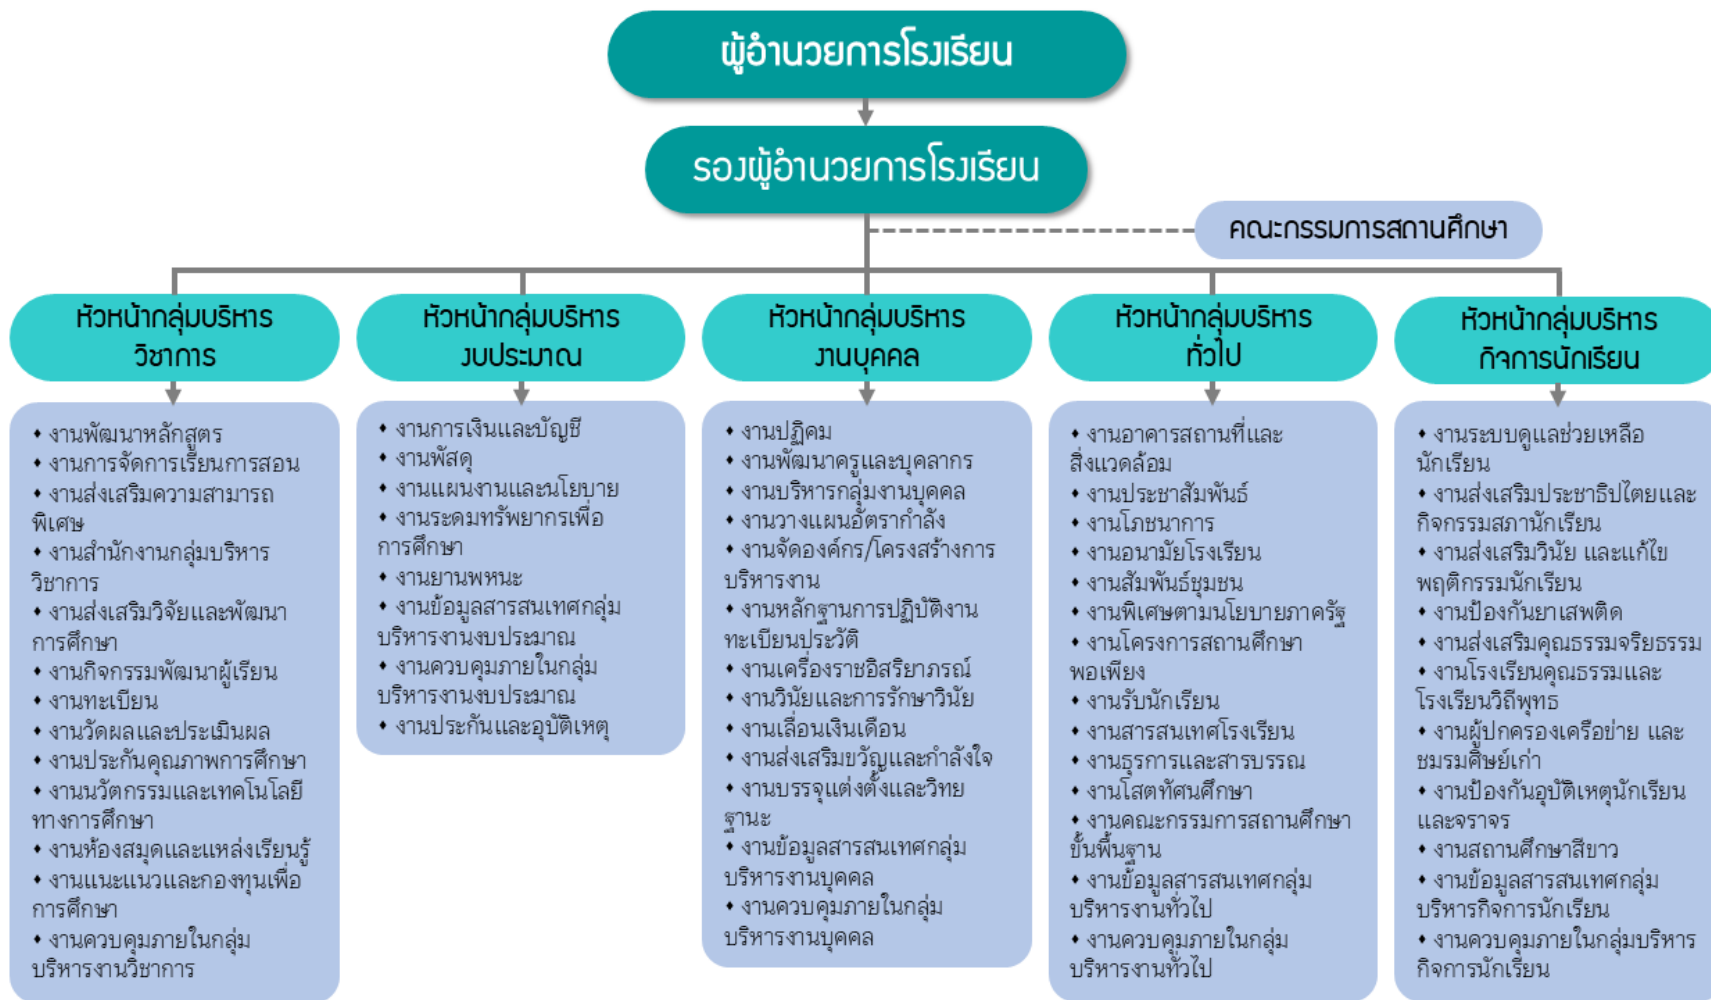 ผู้อำนวยการโรงเรียน
รองผู้อำนวยการโรงเรียน
คณะกรรมการสถานศึกษา
หัวหน้ากลุ่มบริหาร
วิชาการ
♦ งานพัฒนาหลักสูตร
♦ งานการจัดการเรียนการสอน
♦ งานส่งเสริมความสามารถ
พิเศษ
♦ งานสำนักงานกลุ่มบริหาร
วิชาการ
♦ งานส่งเสริมวิจัยและพัฒนา
การศึกษา
♦ งานกิจกรรมพัฒนาผู้เรียน
♦ งานทะเบียน
♦ งานวัดผลและประเมินผล
♦ งานประกันคุณภาพการศึกษา
♦ งานนวัตกรรมและเทคโนโลยี
ทางการศึกษา
♦ งานห้องสมุดและแหล่งเรียนรู้
♦ งานแนะแนวและกองทุนเพื่อ
การศึกษา
♦ งานควบคุมภายในกลุ่ม
บริหารงานวิชาการ
หัวหน้ากลุ่มบริหาร
งบประมาณ
♦ งานการเงินและบัญชี
♦ งานพัสดุ
♦ งานแผนงานและนโยบาย
♦ งานระดมทรัพยากรเพื่อ
การศึกษา
♦ งานยานพหนะ
♦ งานข้อมูลสารสนเทศกลุ่ม
บริหารงานงบประมาณ
♦ งานควบคุมภายในกลุ่ม
บริหารงานงบประมาณ
♦ งานประกันและอุบัติเหตุ
หัวหน้ากลุ่มบริหาร
งานบุคคล
♦ งานปฏิคม
♦ งานพัฒนาครูและบุคลากร
♦ งานบริหารกลุ่มงานบุคคล
♦ งานวางแผนอัตรากำลัง
♦ งานจัดองค์กร/โครงสร้างการ
บริหารงาน
♦ งานหลักฐานการปฏิบัติงาน
ทะเบียนประวัติ
♦ งานเครื่องราชอิสริยาภรณ์
♦ งานวินัยและการรักษาวินัย
♦ งานเลื่อนเงินเดือน
♦ งานส่งเสริมขวัญและกำลังใจ
♦ งานบรรจุแต่งตั้งและวิทย
ฐานะ
♦ งานข้อมูลสารสนเทศกลุ่ม
บริหารงานบุคคล
♦ งานควบคุมภายในกลุ่ม
บริหารงานบุคคล
หัวหน้ากลุ่มบริหาร
ทั่วไป
♦ งานอาคารสถานที่และ
สิ่งแวดล้อม
♦ งานประชาสัมพันธ์
♦ งานโภชนาการ
♦ งานอนามัยโรงเรียน
♦ งานสัมพันธ์ชุมชน
♦ งานพิเศษตามนโยบายภาครัฐ
♦ งานโครงการสถานศึกษา
พอเพียง
♦ งานรับนักเรียน
♦ งานสารสนเทศโรงเรียน
♦ งานธุรการและสารบรรณ
♦ งานโสตทัศนศึกษา
♦ งานคณะกรรมการสถานศึกษา
ขั้นพื้นฐาน
♦ งานข้อมูลสารสนเทศกลุ่ม
บริหารงานทั่วไป
♦ งานควบคุมภายในกลุ่ม
บริหารงานทั่วไป
หัวหน้ากลุ่มบริหาร
กิจการนักเรียน
♦ งานระบบดูแลช่วยเหลือ
นักเรียน
♦ งานส่งเสริมประชาธิปไตยและ
กิจกรรมสภานักเรียน
♦ งานส่งเสริมวินัย และแก้ไข
พฤติกรรมนักเรียน
♦ งานป้องกันยาเสพติด
♦ งานส่งเสริมคุณธรรมจริยธรรม
♦ งานโรงเรียนคุณธรรมและ
โรงเรียนวิถีพุทธ
♦ งานผู้ปกครองเครือข่าย และ
ชมรมศิษย์เก่า
♦ งานป้องกันอุบัติเหตุนักเรียน
และจราจร
♦ งานสถานศึกษาสีขาว
♦ งานข้อมูลสารสนเทศกลุ่ม
บริหารกิจการนักเรียน
♦ งานควบคุมภายในกลุ่มบริหาร
กิจการนักเรียน